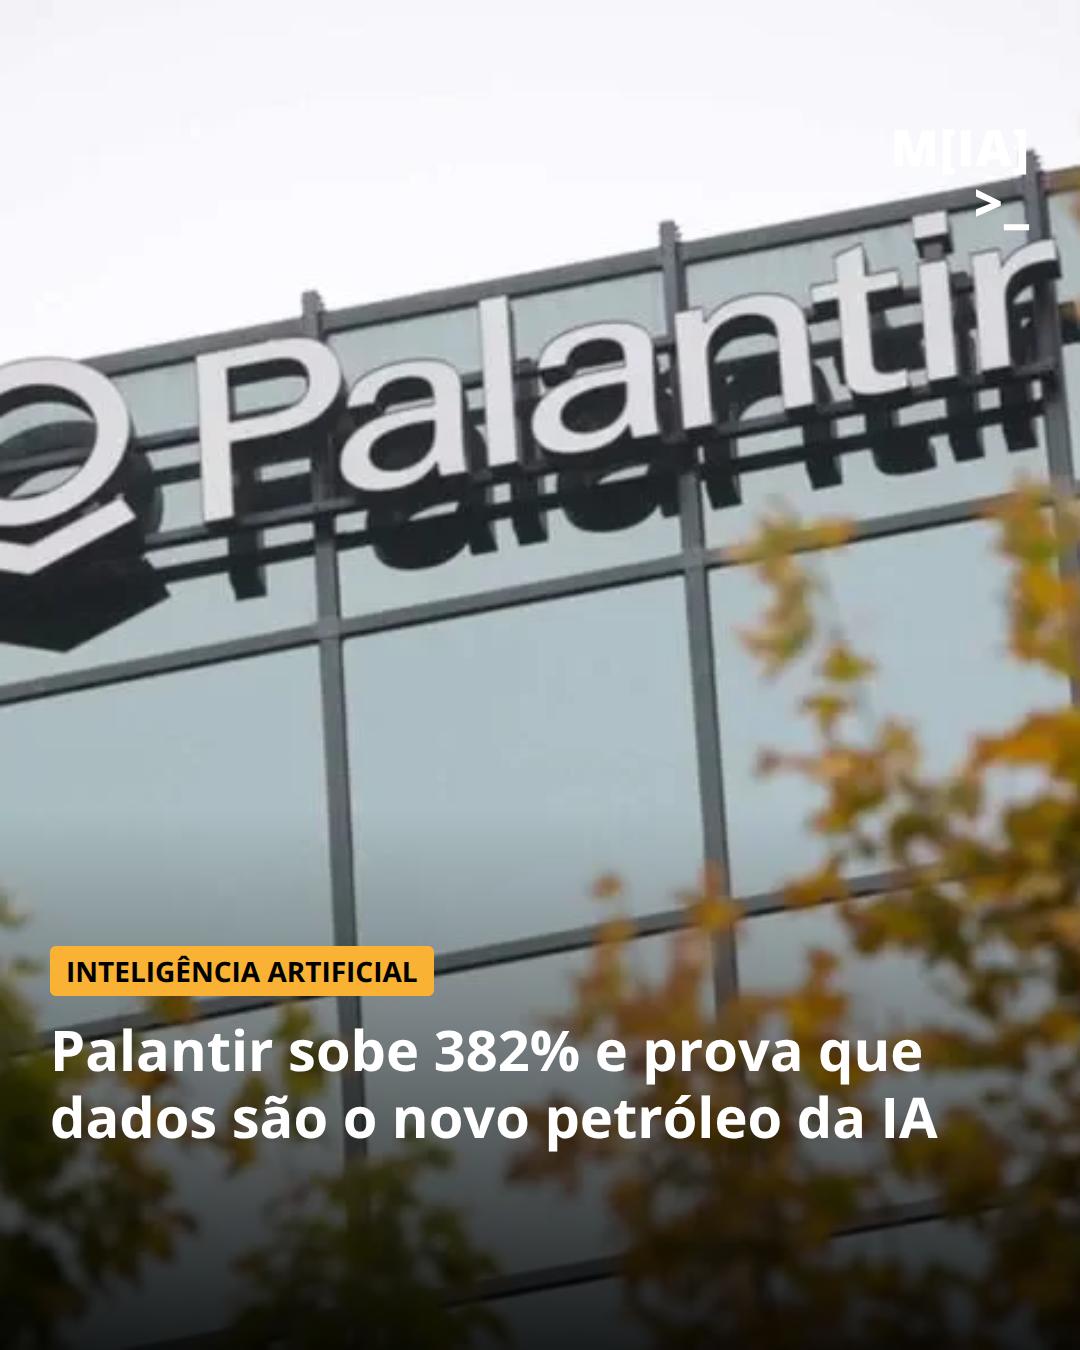 M[IA]
>_
Palantir
INTELIGÊNCIA ARTIFICIAL
Palantir sobe 382% e prova que
dados são o novo petróleo da IA